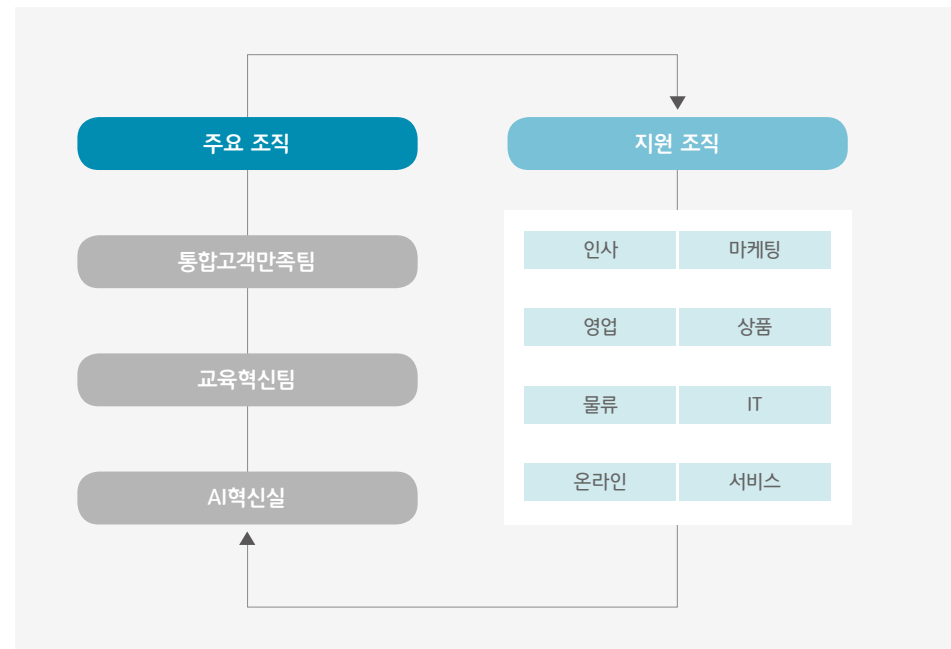 주요 조직
통합고객만족팀
교육혁신팀
AI혁신실
지원 조직
인사 마케팅
영업 상품
물류 IT
온라인 서비스